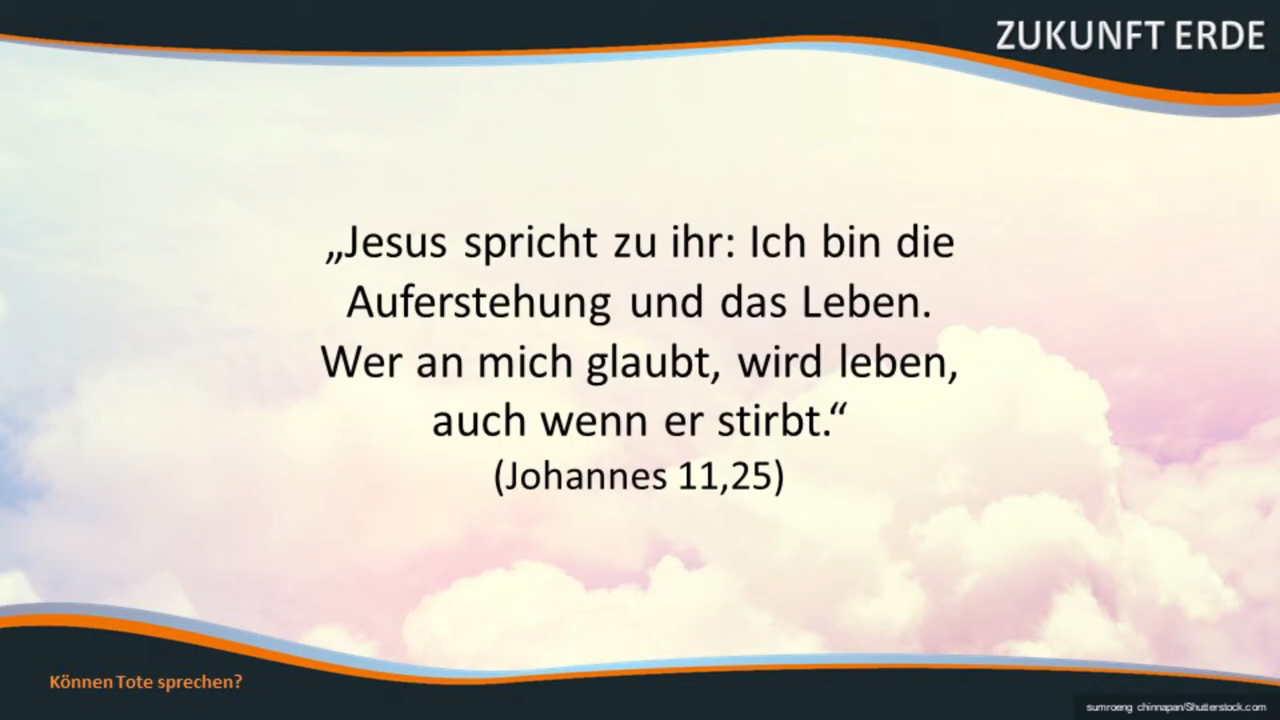 ZUKUNFT ERDE
„Jesus spricht zu ihr: Ich bin die
Auferstehung und das Leben.
Wer an mich glaubt, wird leben,
auch wenn er stirbt.“
(Johannes 11,25)
Können Tote sprechen?
sumroeng chinnapan/Shutterstock.com